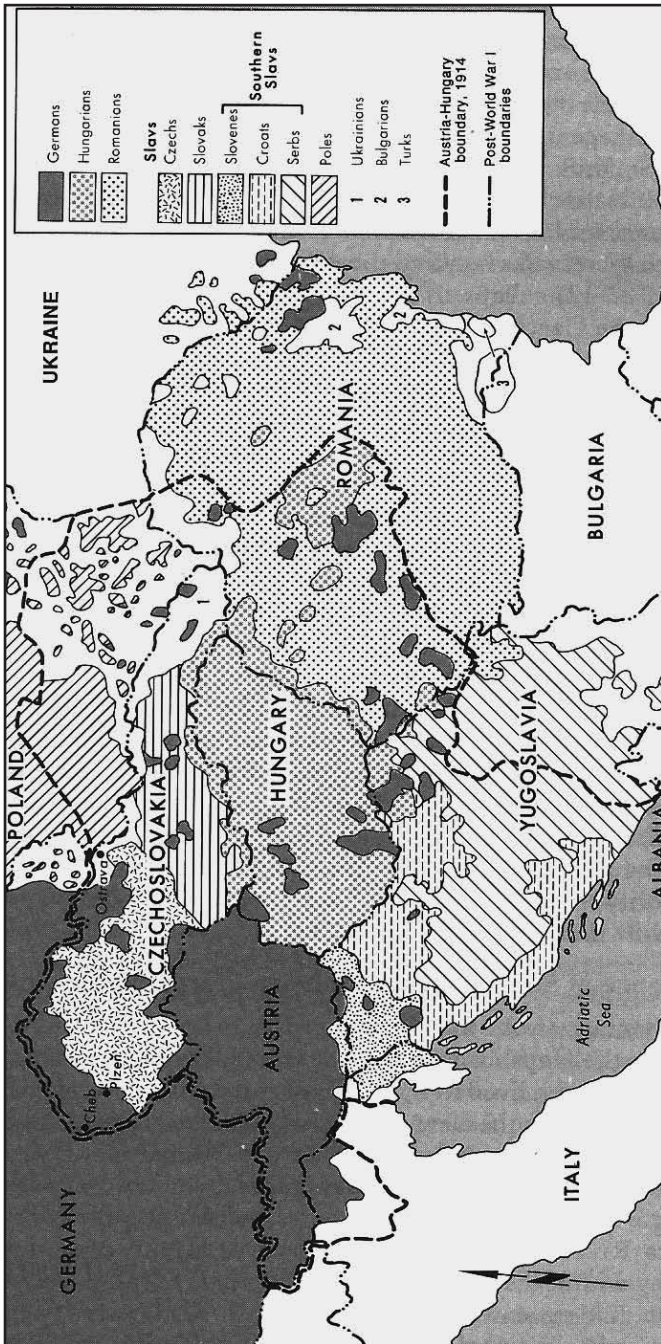 Germans
Hungarians
Romanians
Slavs
Czechs
Slovaks
Slovenes
Croats
Southern
Slavs
Serbs
Poles
1 Ukrainians
2 Bulgarians
3 Turks
Austria-Hungary
boundary, 1914
Post-World War I
boundaries
GERMANY
POLAND
UKRAINE
Cheb
Plzeň
Ostrava
CZECHOSLOVAKIA
1
AUSTRIA
HUNGARY
ROMANIA
2
2
3
ITALY
Adriatic
Sea
YUGOSLAVIA
BULGARIA
ALBANIA